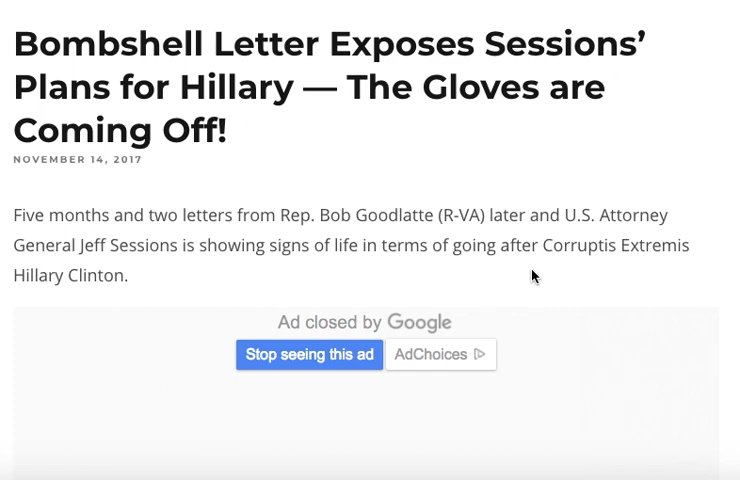 Bombshell Letter Exposes Sessions’
Plans for Hillary — The Gloves are
Coming Off!
NOVEMBER 14, 2017
Five months and two letters from Rep. Bob Goodlatte (R-VA) later and U.S. Attorney
General Jeff Sessions is showing signs of life in terms of going after Corruptis Extremis
Hillary Clinton.
Ad closed by Google
Stop seeing this ad AdChoices